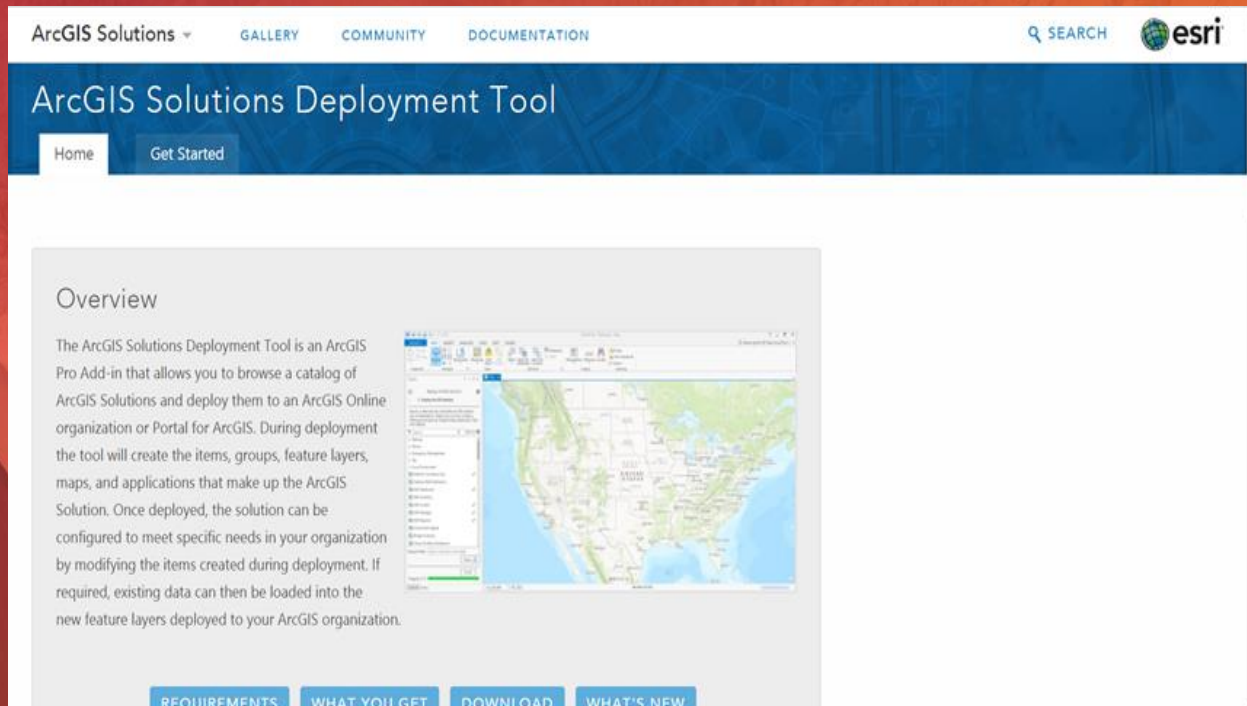 ArcGIS Solutions GALLERY COMMUNITY DOCUMENTATION SEARCH esri
ArcGIS Solutions Deployment Tool
Home Get Started
Overview
The ArcGIS Solutions Deployment Tool is an ArcGIS
Pro Add-in that allows you to browse a catalog of
ArcGIS Solutions and deploy them to an ArcGIS Online
organization or Portal for ArcGIS. During deployment
the tool will create the items, groups, feature layers,
maps, and applications that make up the ArcGIS
Solution. Once deployed, the solution can be
configured to meet specific needs in your organization
by modifying the items created during deployment. If
required, existing data can then be loaded into the
new feature layers deployed to your ArcGIS organization.
REQUIREMENTS WHAT YOU GET DOWNLOAD WHAT'S NEW